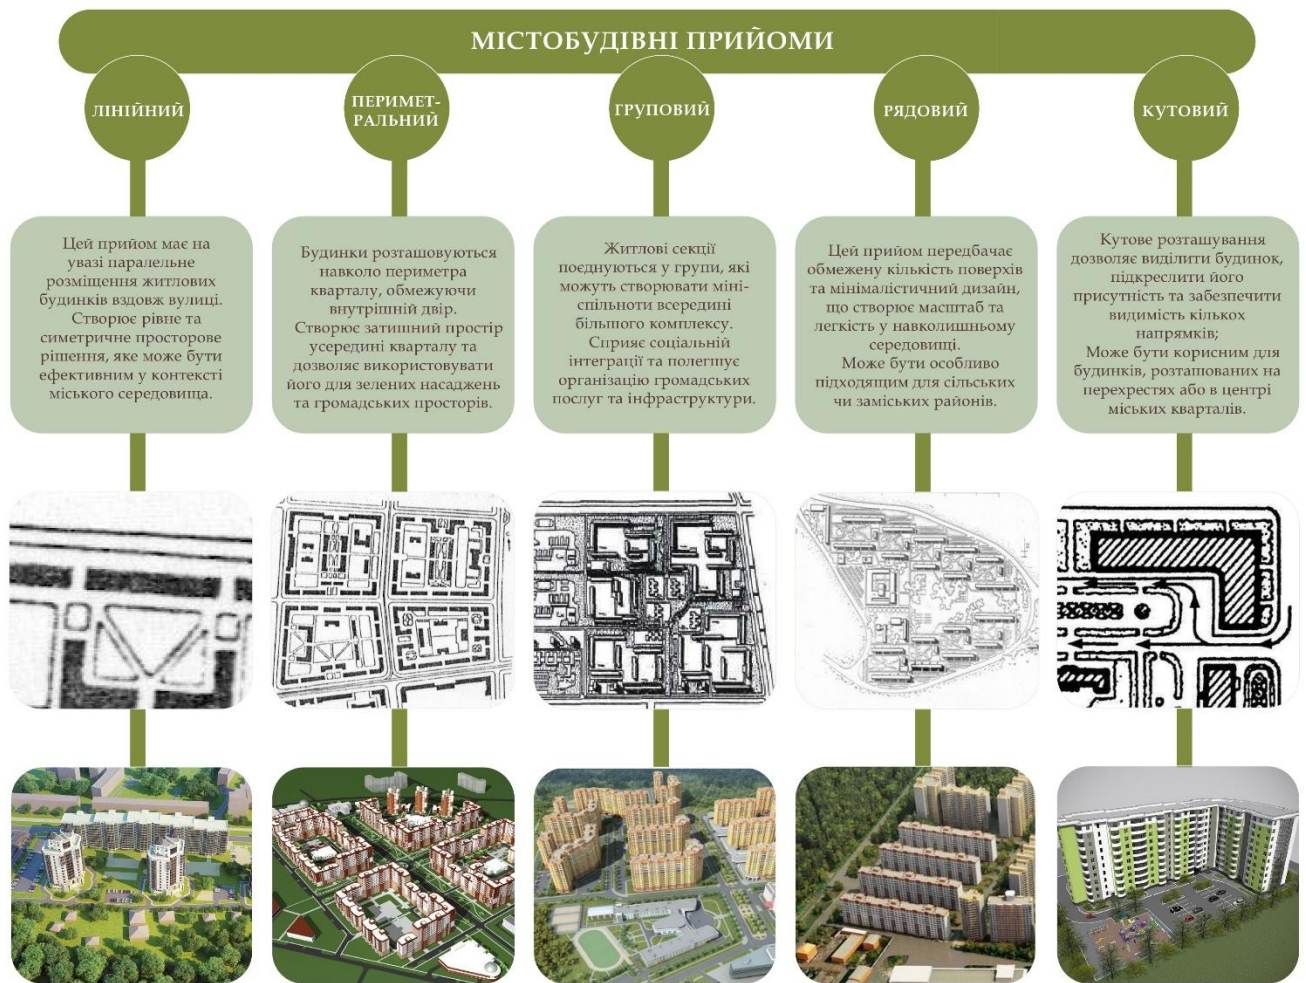 МІСТОБУДІВНІ ПРИЙОМИ
ЛІНІЙНИЙ
ПЕРИМЕТ-
РАЛЬНИЙ
ГРУПОВИЙ
РЯДОВИЙ
КУТОВИЙ
Цей прийом має на
увазі паралельне
розміщення житлових
будинків вздовж вулиці.
Створює рівне та
симетричне просторове
рішення, яке може бути
ефективним у контексті
міського середовища.
Будинки розташовуються
навколо периметра
кварталу, обмежуючи
внутрішній двір.
Створює затишний простір
усередині кварталу та
дозволяє використовувати
його для зелених насаджень
та громадських просторів.
Житлові секції
поєднуються у групи, які
можуть створювати міні-
спільноти всередині
більшого комплексу.
Сприяє соціальній
інтеграції та полегшує
організацію громадських
послуг та інфраструктури.
Цей прийом передбачає
обмежену кількість поверхів
та мінімалістичний дизайн,
що створює масштаб та
легкість у навколишньому
середовищі.
Може бути особливо
підходящим для сільських
чи заміських районів.
Кутове розташування
дозволяє виділити будинок,
підкреслити його
присутність та забезпечити
видимість кількох
напрямків;
Може бути корисним для
будинків, розташованих на
перехрестях або в центрі
міських кварталів.